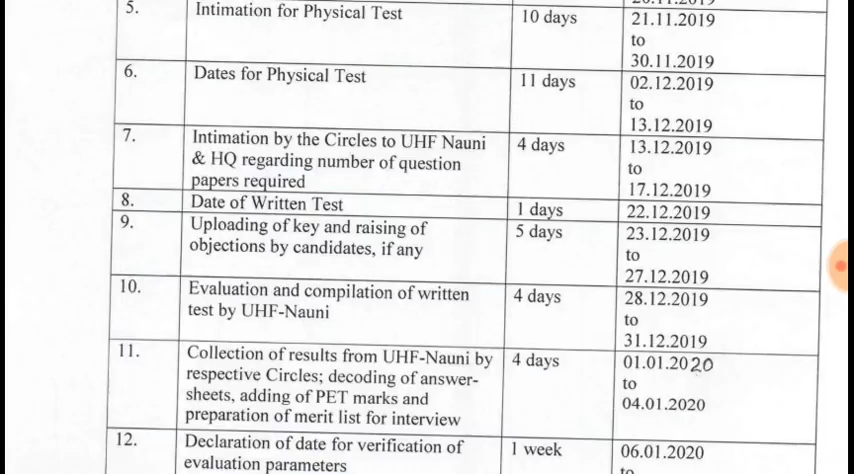 20.11.2019
5. Intimation for Physical Test 10 days 21.11.2019
to
30.11.2019
6. Dates for Physical Test 11 days 02.12.2019
to
13.12.2019
7. Intimation by the Circles to UHF Nauni 4 days 13.12.2019
& HQ regarding number of question to
papers required 17.12.2019
8. Date of Written Test 1 days 22.12.2019
9. Uploading of key and raising of 5 days 23.12.2019
objections by candidates, if any to
27.12.2019
10. Evaluation and compilation of written 4 days 28.12.2019
test by UHF-Nauni to
31.12.2019
11. Collection of results from UHF-Nauni by 4 days 01.01.2020
respective Circles; decoding of answer- to
sheets, adding of PET marks and 04.01.2020
preparation of merit list for interview
12. Declaration of date for verification of 1 week 06.01.2020
evaluation parameters to